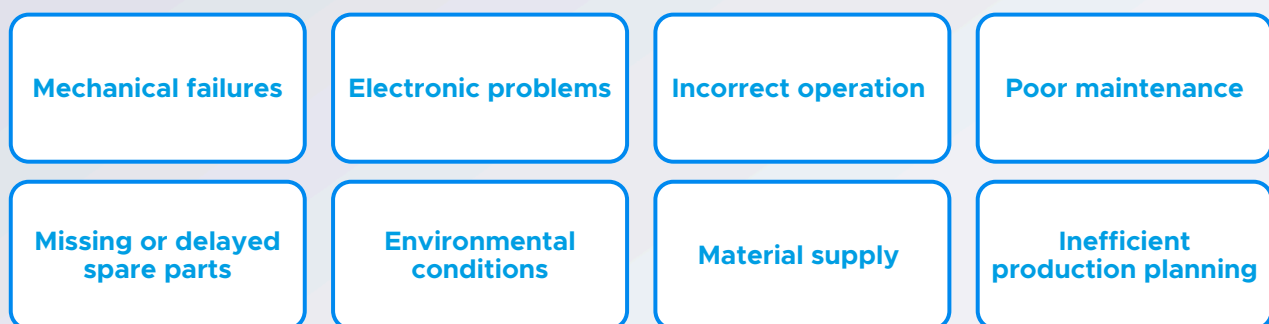 Mechanical failures
Electronic problems
Incorrect operation
Poor maintenance
Missing or delayed
spare parts
Environmental
conditions
Material supply
Inefficient
production planning